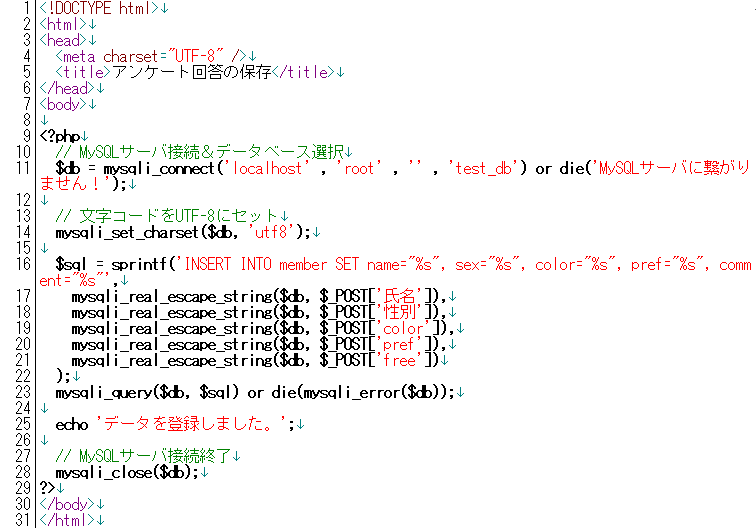 1 <!DOCTYPE html>↓
2 <html>↓
3 <head>↓
4   <meta charset="UTF-8" />↓
5   <title>アンケート回答の保存</title>↓
6 </head>↓
7 <body>↓
8 ↓
9 <?php↓
10   // MySQLサーバ接続＆データベース選択↓
11   $db = mysqli_connect('localhost' , 'root' , '' , 'test_db') or die('MySQLサーバに繋がり
ません！');↓
12 ↓
13   // 文字コードをUTF-8にセット↓
14   mysqli_set_charset($db, 'utf8');↓
15 ↓
16   $sql = sprintf('INSERT INTO member SET name="%s", sex="%s", color="%s", pref="%s", comm
ent="%s"',↓
17     mysqli_real_escape_string($db, $_POST['氏名']),↓
18     mysqli_real_escape_string($db, $_POST['性別']),↓
19     mysqli_real_escape_string($db, $_POST['color']),↓
20     mysqli_real_escape_string($db, $_POST['pref']),↓
21     mysqli_real_escape_string($db, $_POST['free'])↓
22   );↓
23   mysqli_query($db, $sql) or die(mysqli_error($db));↓
24 ↓
25   echo 'データを登録しました。';↓
26 ↓
27   // MySQLサーバ接続終了↓
28   mysqli_close($db);↓
29 ?>↓
30 </body>↓
31 </html>↓